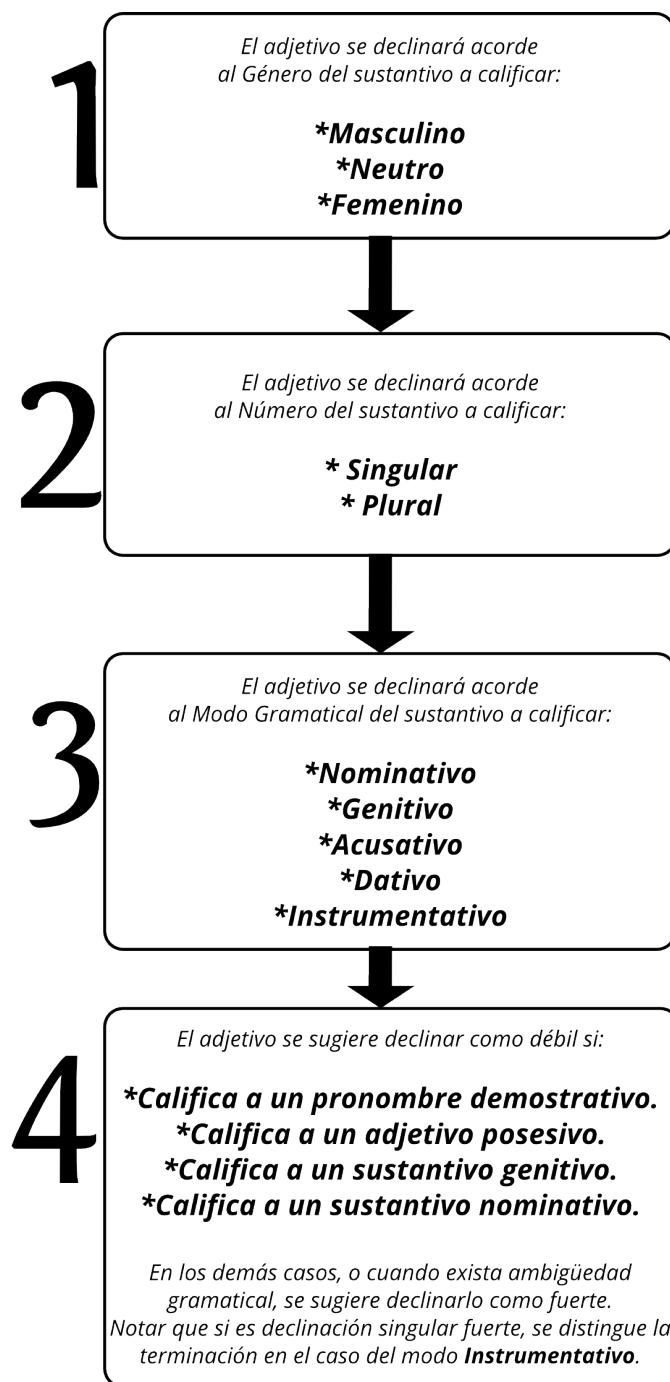 1
El adjetivo se declinará acorde
al Género del sustantivo a calificar:
*Masculino
*Neutro
*Femenino
2
El adjetivo se declinará acorde
al Número del sustantivo a calificar:
* Singular
* Plural
3
El adjetivo se declinará acorde
al Modo Gramatical del sustantivo a calificar:
*Nominativo
*Genitivo
*Acusativo
*Dativo
*Instrumentativo
4
El adjetivo se sugiere declinar como débil si:
*Califica a un pronombre demostrativo.
*Califica a un adjetivo posesivo.
*Califica a un sustantivo genitivo.
*Califica a un sustantivo nominativo.
En los demás casos, o cuando exista ambigüedad
gramatical, se sugiere declinarlo como fuerte.
Notar que si es declinación singular fuerte, se distingue la
terminación en el caso del modo Instrumentativo.